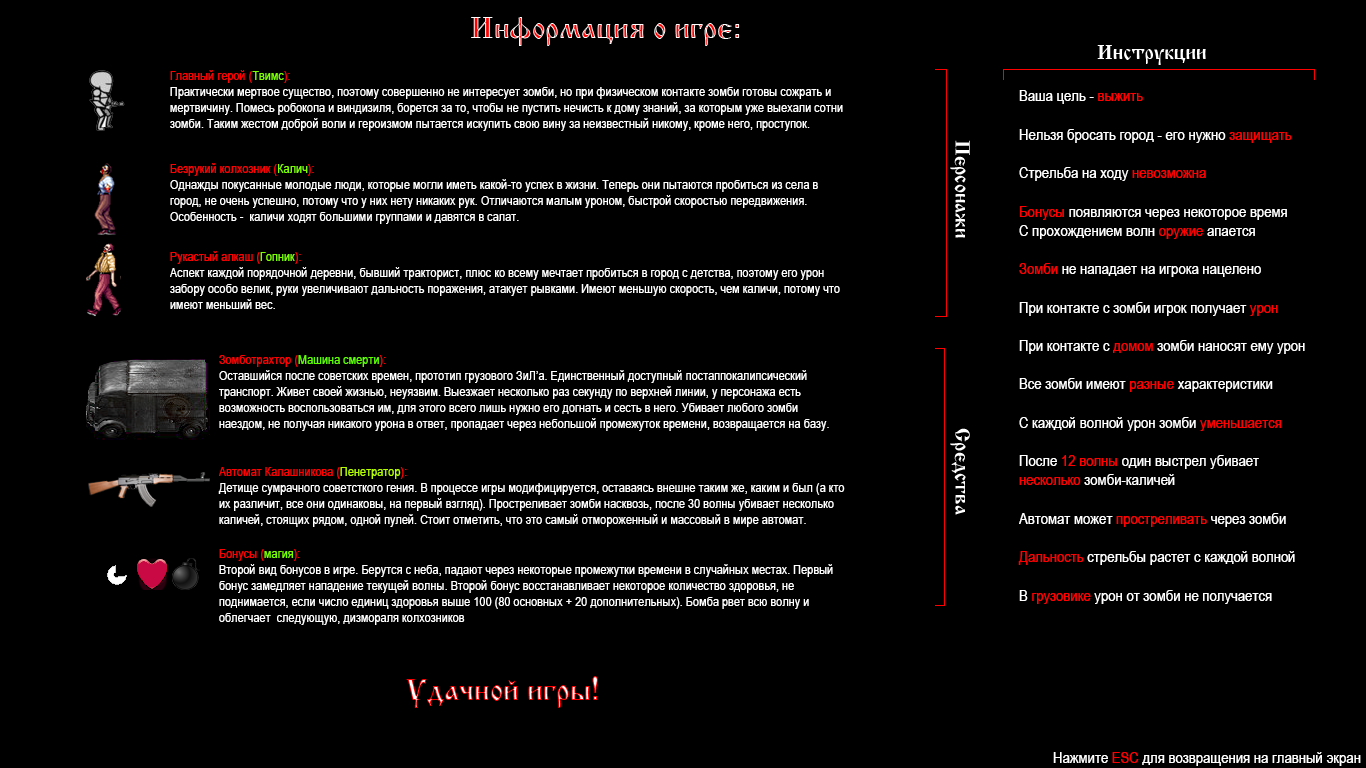 Информация о игре:
Главный герой (Твимс):
Практически мертвое существо, поэтому совершенно не интересует зомби, но при физическом контакте зомби готовы сожрать и
мертвичину. Помесь робокопа и виндизиля, борется за то, чтобы не пустить нечисть к дому знаний, за которым уже выехали сотни
зомби. Таким жестом доброй воли и героизмом пытается искупить свою вину за неизвестный никому, кроме него, проступок.
Безрукий колхозник (Калич):
Однажды покусанные молодые люди, которые могли иметь какой-то успех в жизни. Теперь они пытаются пробиться из села в
город, не очень успешно, потому что у них нету никаких рук. Отличаются малым уроном, быстрой скоростью передвижения.
Особенность - каличи ходят большими группами и давятся в салат.
Рукастый алкаш (Гопник):
Аспект каждой порядочной деревни, бывший тракторист, плюс ко всему мечтает пробиться в город с детства, поэтому его урон
забору особо велик, руки увеличивают дальность поражения, атакует рывками. Имеют меньшую скорость, чем каличи, потому что
имеют меньший вес.
Персонажи
Зомботрахтор (Машина смерти):
Оставшийся после советских времен, прототип грузового ЗиЛ'а. Единственный доступный постаппокалипсический
транспорт. Живет своей жизнью, неуязвим. Выезжает несколько раз секунду по верхней линии, у персонажа есть
возможность воспользоваться им, для этого всего лишь нужно его догнать и сесть в него. Убивает любого зомби
наездом, не получая никакого урона в ответ, пропадает через небольшой промежуток времени, возвращается на базу.
Автомат Калашникова (Пенетратор):
Детище сумрачного советсткого гения. В процессе игры модифицируется, оставаясь внешне таким же, каким и был (а кто
их различит, все они одинаковы, на первый взгляд). Простреливает зомби насквозь, после 30 волны убивает несколько
каличей, стоящих рядом, одной пулей. Стоит отметить, что это самый отмороженный и массовый в мире автомат.
Бонусы (магия):
Второй вид бонусов в игре. Берутся с неба, падают через некоторые промежутки времени в случайных местах. Первый
бонус замедляет нападение текущей волны. Второй бонус восстанавливает некоторое количество здоровья, не
поднимается, если число единиц здоровья выше 100 (80 основных + 20 дополнительных). Бомба рвет всю волну и
облегчает следующую, дизмораля колхозников
Средства
Инструкции
Ваша цель - выжить
Нельзя бросать город - его нужно защищать
Стрельба на ходу невозможна
Бонусы появляются через некоторое время
С прохождением волн оружие апается
Зомби не нападает на игрока нацелено
При контакте с зомби игрок получает урон
При контакте с домом зомби наносят ему урон
Все зомби имеют разные характеристики
С каждой волной урон зомби уменьшается
После 12 волны один выстрел убивает
несколько зомби-каличей
Автомат может простреливать через зомби
Дальность стрельбы растет с каждой волной
В грузовике урон от зомби не получается
Удачной игры!
Нажмите ESC для возвращения на главный экран